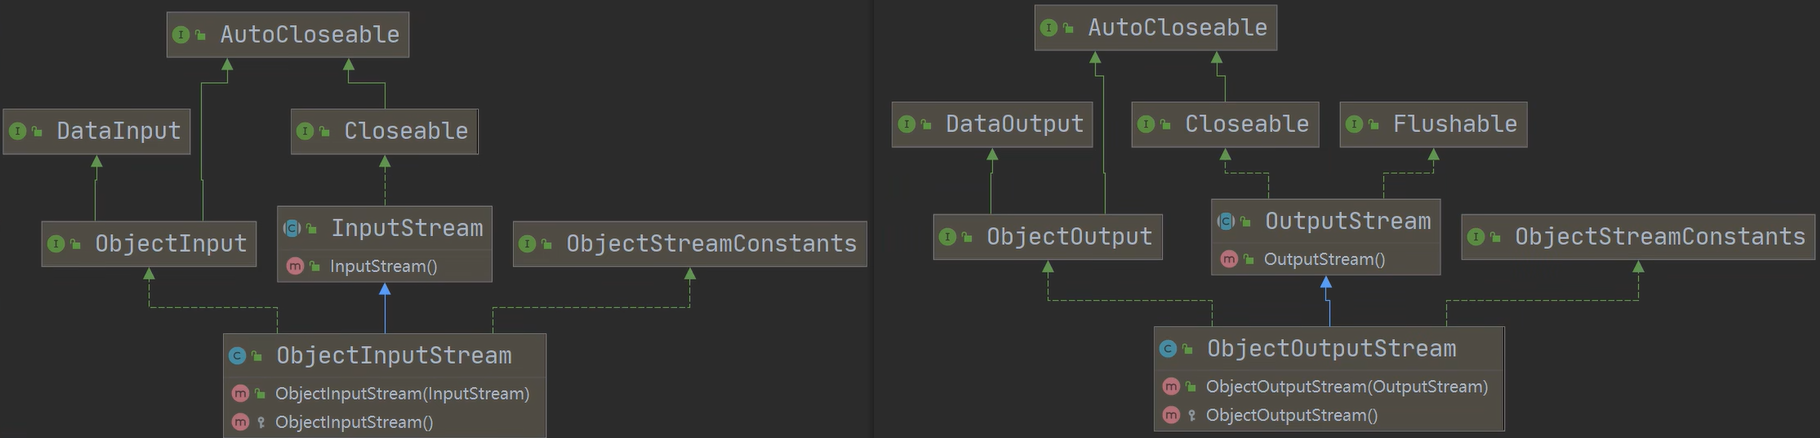 I AutoCloseable
I DataInput
I Closeable
I ObjectInput
C InputStream
m InputStream()
I ObjectStreamConstants
C ObjectInputStream
m ObjectInputStream(InputStream)
m ObjectInputStream()
I AutoCloseable
I DataOutput
I Closeable
I Flushable
I ObjectOutput
C OutputStream
m OutputStream()
I ObjectStreamConstants
C ObjectOutputStream
m ObjectOutputStream(OutputStream)
m ObjectOutputStream()